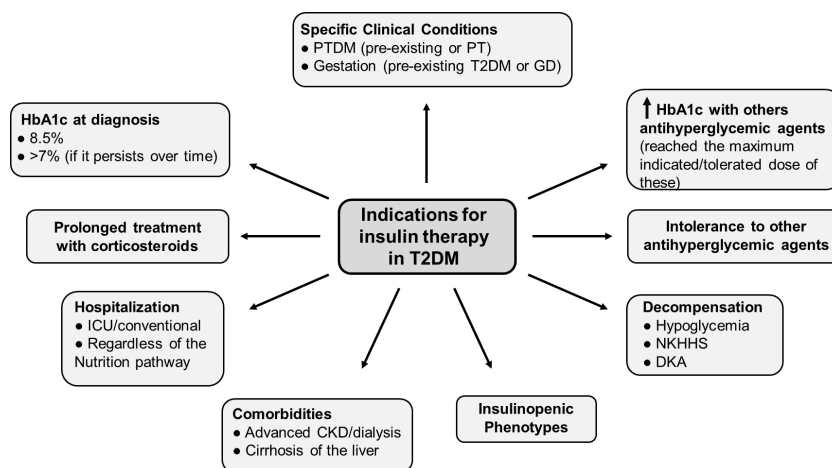 Specific Clinical Conditions
● PTDM (pre-existing or PT)
● Gestation (pre-existing T2DM or GD)
HbA1c at diagnosis
● 8.5%
● >7% (if it persists over time)
↑ HbA1c with others
antihyperglycemic agents
(reached the maximum
indicated/tolerated dose of
these)
Indications for
insulin therapy
in T2DM
Prolonged treatment
with corticosteroids
Intolerance to other
antihyperglycemic agents
Hospitalization
● ICU/conventional
● Regardless of the
Nutrition pathway
Decompensation
● Hypoglycemia
● NKHHS
● DKA
Comorbidities
● Advanced CKD/dialysis
● Cirrhosis of the liver
Insulinopenic
Phenotypes